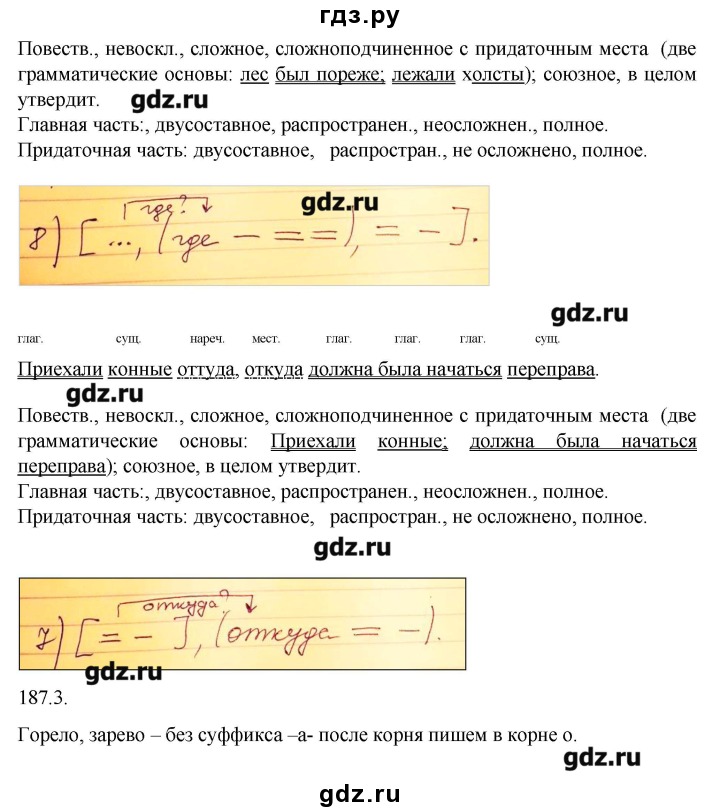 гдз.ру
Повеств., невоскл., сложное, сложноподчиненное с придаточным места (две
грамматические основы: лес был пореже; лежали холсты); союзное, в целом
утвердит.
gdz.ru
Главная часть:, двусоставное, распространен., неосложнен., полное.
Придаточная часть: двусоставное, распростран., не осложнено, полное.
где?
gdz.ru
8) [ ..., (где – ==), = – ].
gdz.ru
глаг. сущ. нареч. мест. глаг. глаг. глаг. сущ.
Приехали конные оттуда, откуда должна была начаться переправа.
gdz.ru
Повеств., невоскл., сложное, сложноподчиненное с придаточным места (две
грамматические основы: Приехали конные; должна была начаться
переправа); союзное, в целом утвердит.
Главная часть:, двусоставное, распространен., неосложнен., полное.
Придаточная часть: двусоставное, распростран., не осложнено, полное.
gdz.ru
откуда?
7) [ = – ], (откуда = –).
gdz.ru
187.3.
Горело, зарево – без суффикса –а- после корня пишем в корне о.
gdz.ru
gdz.ru